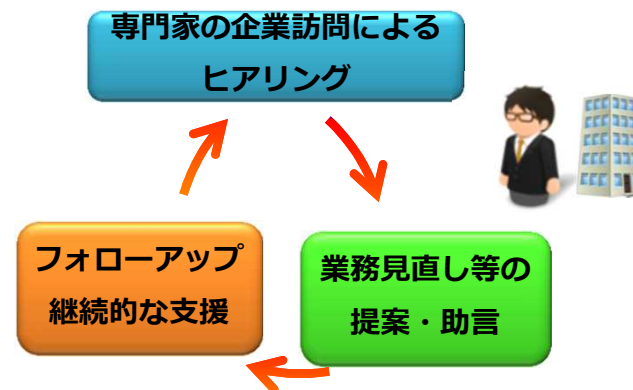 専門家の企業訪問による
ヒアリング
業務見直し等の
提案・助言
フォローアップ
継続的な支援